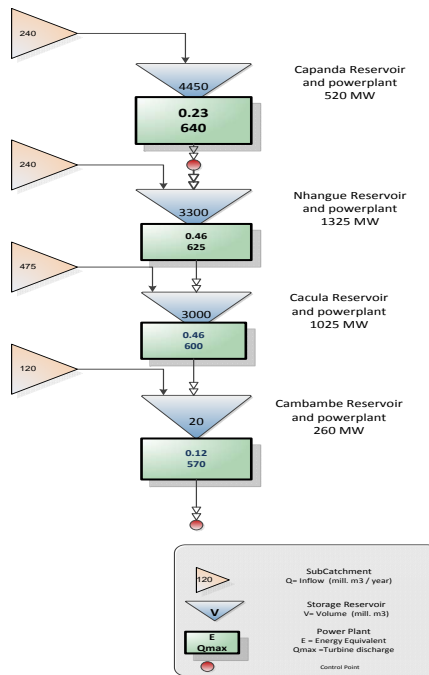 240
4450
Capanda Reservoir
and powerplant
520 MW
0.23
640
240
3300
Nhangue Reservoir
and powerplant
1325 MW
0.46
625
475
3000
Cacula Reservoir
and powerplant
1025 MW
0.46
600
120
20
Cambambe Reservoir
and powerplant
260 MW
0.12
570
120
SubCatchment
Q= Inflow (mill. m3 / year)
V
Storage Reservoir
V= Volume (mill. m3)
E
Qmax
Power Plant
E = Energy Equivalent
Qmax =Turbine discharge
Control Point